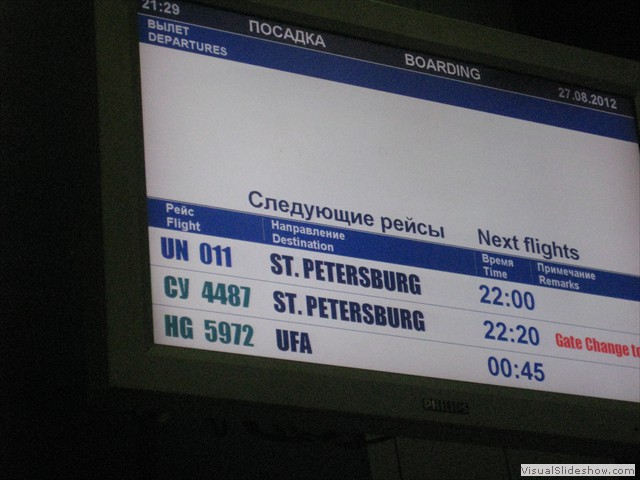 21:29 ПОСАДКА BOARDING 27.08.2012
ВЫЛЕТ
DEPARTURES
Следующие рейсы Next flights
Рейс Направление Время Примечание
Flight Destination Time Remarks
UN 011 ST. PETERSBURG 22:00
СУ 4487 ST. PETERSBURG 22:20 Gate Change to
HG 5972 UFA 00:45
PHILIPS
VisualSlideshow.com